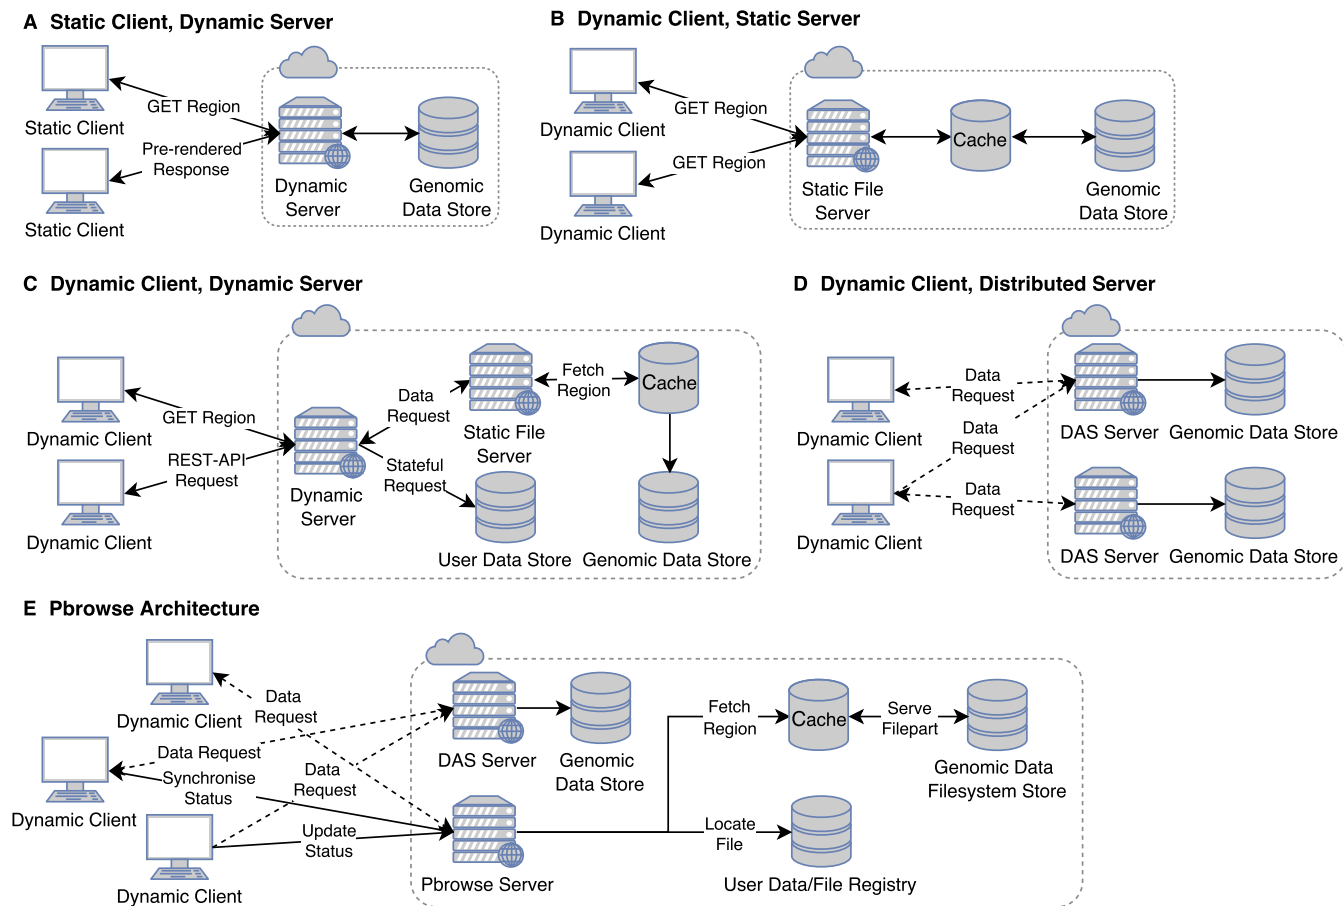 A Static Client, Dynamic Server
GET Region
Static Client
Pre-rendered
Response
Static Client
Dynamic
Server
Genomic
Data Store
B Dynamic Client, Static Server
GET Region
Dynamic Client
GET Region
Dynamic Client
Static File
Server
Cache
Genomic
Data Store
C Dynamic Client, Dynamic Server
GET Region
Dynamic Client
REST-API
Request
Dynamic Client
Dynamic
Server
Data
Request
Stateful
Request
Static File
Server
Fetch
Region
Cache
User Data Store
Genomic Data Store
D Dynamic Client, Distributed Server
Data
Request
Dynamic Client
Data
Request
Data
Request
Dynamic Client
DAS Server
Genomic Data Store
DAS Server
Genomic Data Store
E Pbrowse Architecture
Dynamic Client
Data
Request
Data Request
Synchronise
Status
Dynamic Client
Data
Request
Update
Status
Dynamic Client
DAS Server
Genomic
Data Store
Pbrowse Server
Fetch
Region
Cache
Serve
Filepart
Genomic Data
Filesystem Store
Locate
File
User Data/File Registry